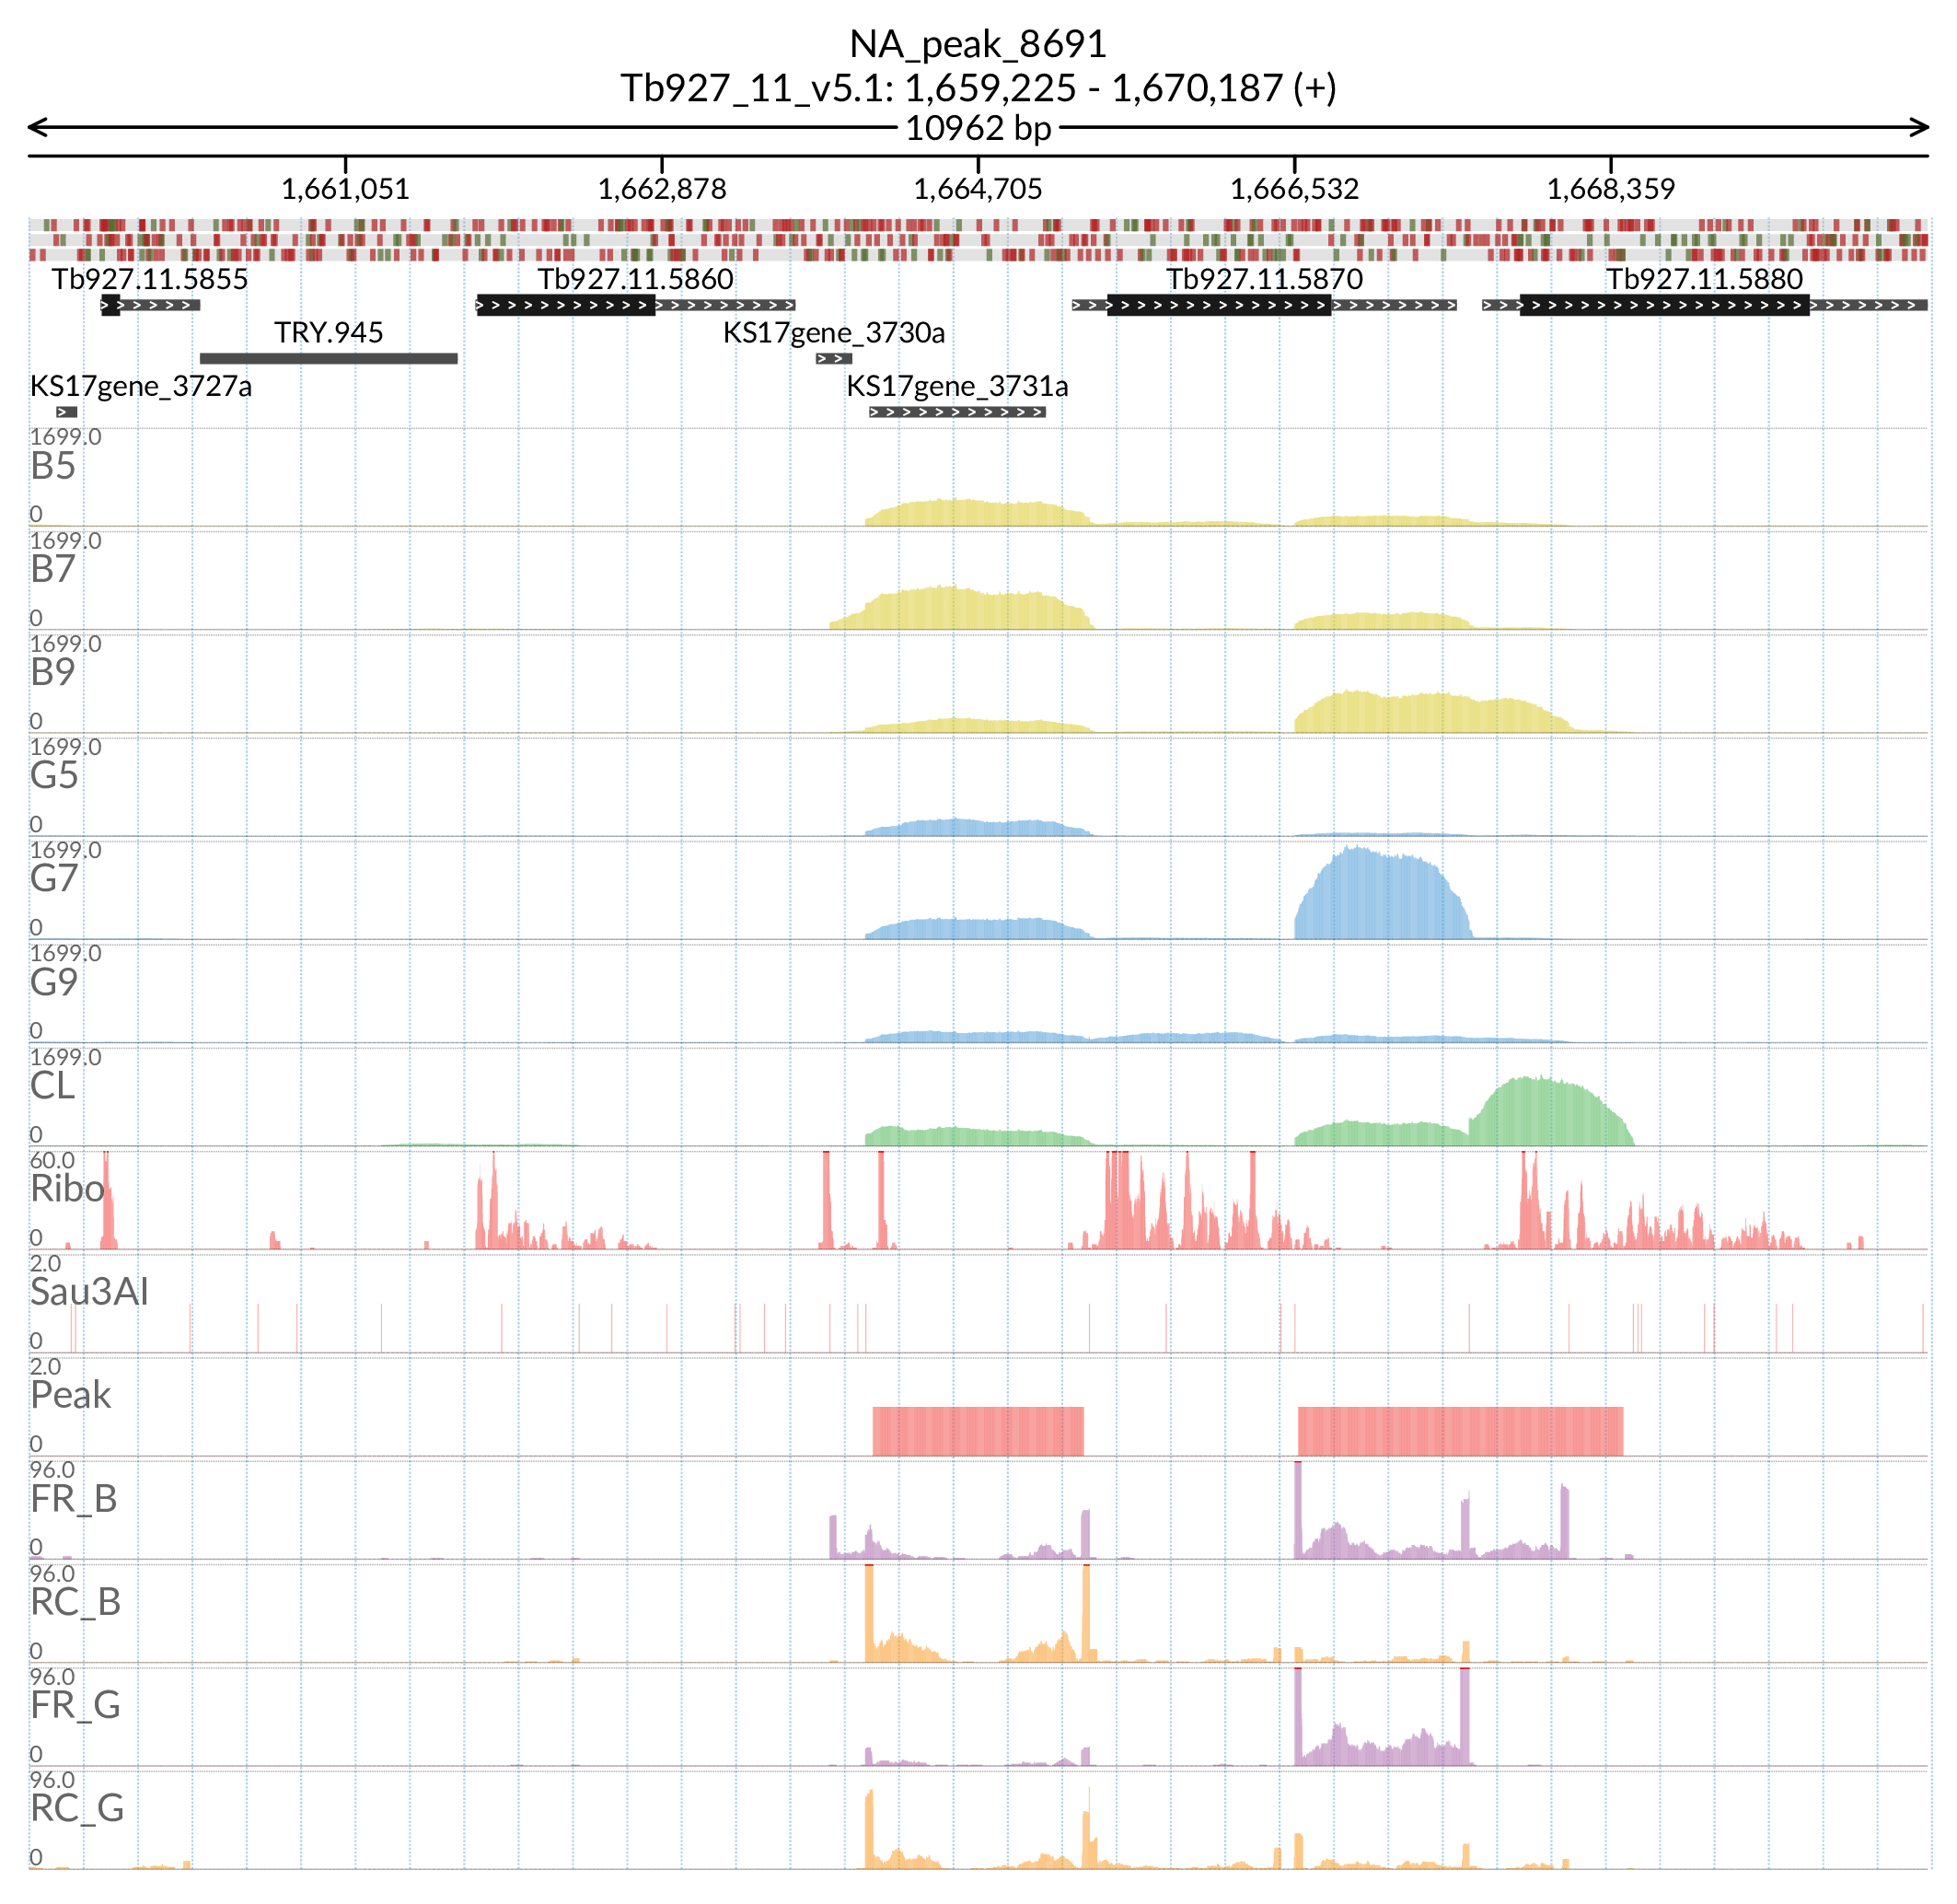 NA_peak_8691
Tb927_11_v5.1: 1,659,225 - 1,670,187 (+)
10962 bp
1,661,051 1,662,878 1,664,705 1,666,532 1,668,359
Tb927.11.5855 Tb927.11.5860 Tb927.11.5870 Tb927.11.5880
TRY.945 KS17gene_3730a
KS17gene_3727a KS17gene_3731a
1699.0
B5
0
1699.0
B7
0
1699.0
B9
0
1699.0
G5
0
1699.0
G7
0
1699.0
G9
0
1699.0
CL
0
60.0
Ribo
0
2.0
Sau3AI
0
2.0
Peak
0
96.0
FR_B
0
96.0
RC_B
0
96.0
FR_G
0
96.0
RC_G
0